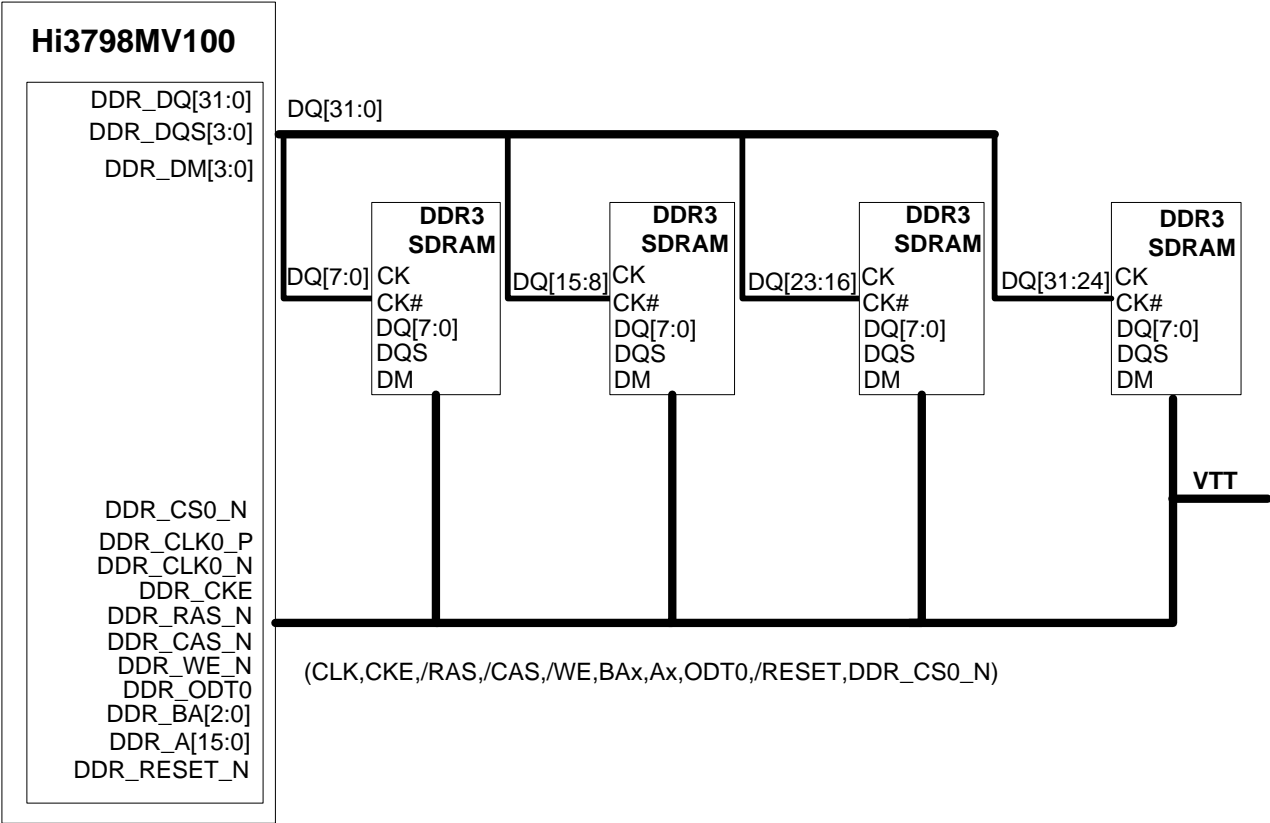 Hi3798MV100
DDR_DQ[31:0]
DDR_DQS[3:0]
DDR_DM[3:0]
DQ[31:0]
DDR3
SDRAM
DQ[7:0]
CK
CK#
DQ[7:0]
DQS
DM
DDR3
SDRAM
DQ[15:8]
CK
CK#
DQ[7:0]
DQS
DM
DDR3
SDRAM
DQ[23:16]
CK
CK#
DQ[7:0]
DQS
DM
DDR3
SDRAM
DQ[31:24]
CK
CK#
DQ[7:0]
DQS
DM
VTT
DDR_CS0_N
DDR_CLK0_P
DDR_CLK0_N
DDR_CKE
DDR_RAS_N
DDR_CAS_N
DDR_WE_N
DDR_ODT0
DDR_BA[2:0]
DDR_A[15:0]
DDR_RESET_N
(CLK,CKE,/RAS,/CAS,/WE,BAx,Ax,ODT0,/RESET,DDR_CS0_N)